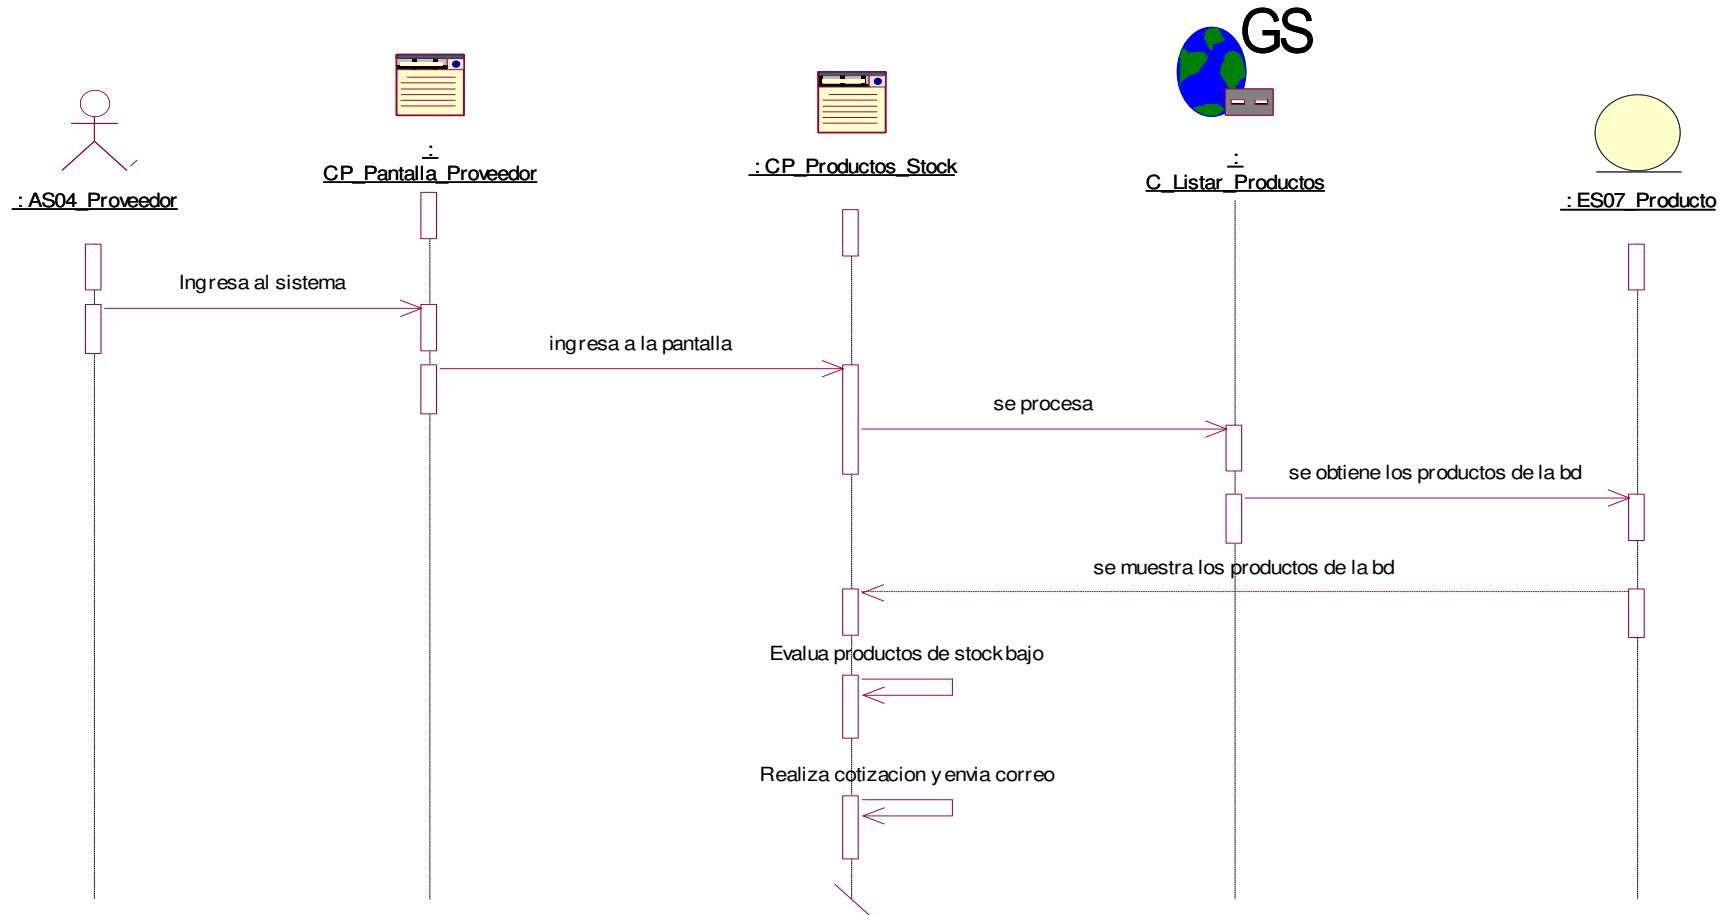 GS
:
CP_Pantalla_Proveedor
: CP_Productos_Stock
:
C_Listar_Productos
: AS04_Proveedor
: ES07_Producto
Ingresa al sistema
ingresa a la pantalla
se procesa
se obtiene los productos de la bd
se muestra los productos de la bd
Evalua productos de stock bajo
Realiza cotizacion y envia correo